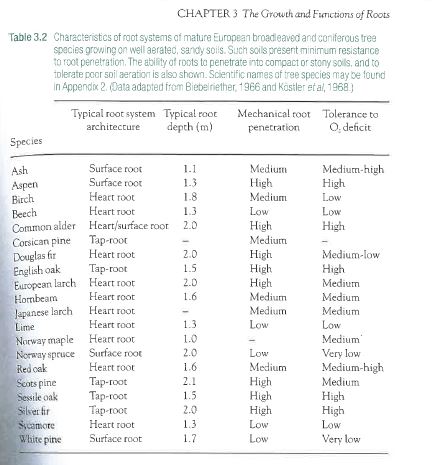 CHAPTER 3 The Growth and Functions of Roots
Table 3.2 Characteristics of root systems of mature European broadleaved and coniferous tree
species growing on well aerated, sandy soils. Such soils present minimum resistance
to root penetration. The ability of roots to penetrate into compact or stony soils, and to
tolerate poor soil aeration is also shown. Scientific names of tree species may be found
in Appendix 2. (Data adapted from Biebelriether, 1966 and Köstler et al, 1968.)
Typical root system Typical root Mechanical root Tolerance to
architecture depth (m) penetration O₂ deficit
Species
Ash Surface root 1.1 Medium Medium-high
Aspen Surface root 1.3 High High
Birch Heart root 1.8 Medium Low
Beech Heart root 1.3 Low Low
Common alder Heart/surface root 2.0 High High
Corsican pine Tap-root – Medium –
Douglas fir Heart root 2.0 High Medium-low
English oak Tap-root 1.5 High High
European larch Heart root 2.0 High Medium
Hornbeam Heart root 1.6 Medium Medium
Japanese larch Heart root – Medium Medium
Lime Heart root 1.3 Low Low
Norway maple Heart root 1.0 – Medium
Norway spruce Surface root 2.0 Low Very low
Red oak Heart root 1.6 Medium Medium-high
Scots pine Tap-root 2.1 High Medium
Sessile oak Tap-root 1.5 High High
Silver fir Tap-root 2.0 High High
Sycamore Heart root 1.3 Low Low
White pine Surface root 1.7 Low Very low